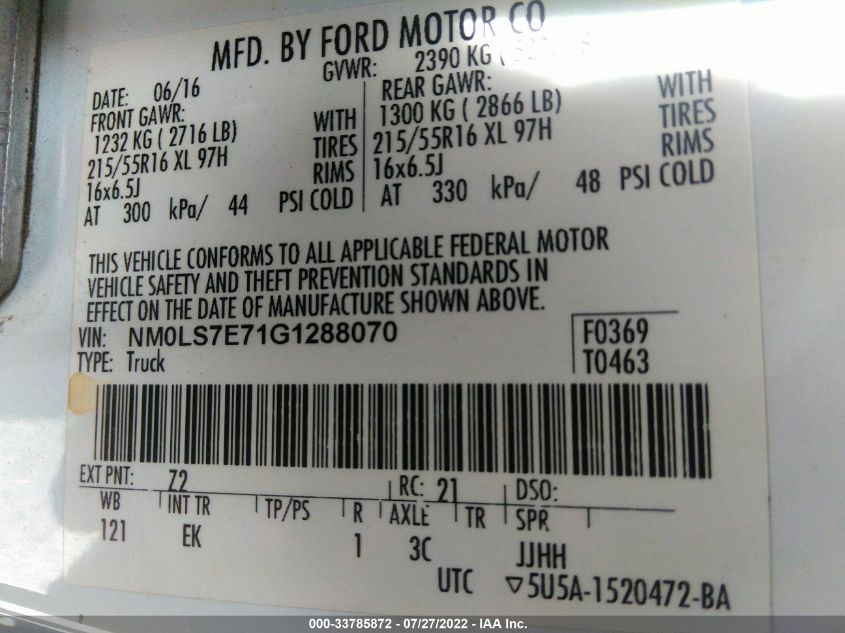 MFD. BY FORD MOTOR CO
DATE: 06/16 GVWR: 2390 KG (
FRONT GAWR: REAR GAWR: WITH
1232 KG ( 2716 LB) WITH 1300 KG ( 2866 LB) TIRES
215/55R16 XL 97H TIRES 215/55R16 XL 97H RIMS
16x6.5J RIMS 16x6.5J
AT 300 kPa/ 44 PSI COLD AT 330 kPa/ 48 PSI COLD
THIS VEHICLE CONFORMS TO ALL APPLICABLE FEDERAL MOTOR
VEHICLE SAFETY AND THEFT PREVENTION STANDARDS IN
EFFECT ON THE DATE OF MANUFACTURE SHOWN ABOVE.
VIN: NM0LS7E71G1288070 F0369
TYPE: Truck T0463
EXT PNT: Z2 RC: 21 DSO:
WB INT TR TP/PS R AXLE TR SPR
121 EK 1 3C JJHH
UTC ▽5U5A-1520472-BA
000-33785872 / 07/27/2022 - IAA Inc.